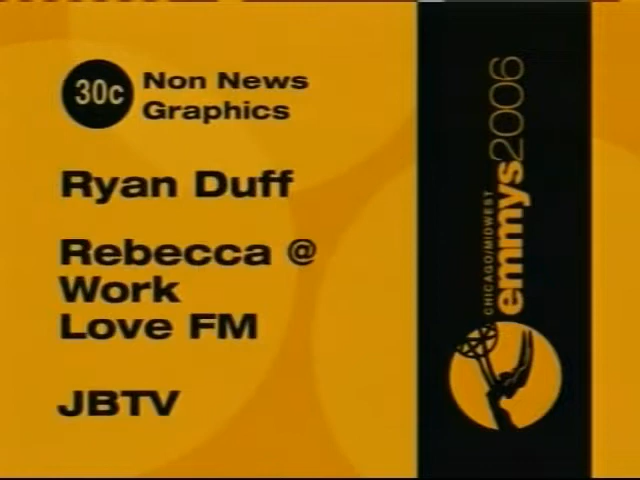 30c Non News
Graphics
Ryan Duff
Rebecca @
Work
Love FM
JBTV
CHICAGO/MIDWEST
emmys2006